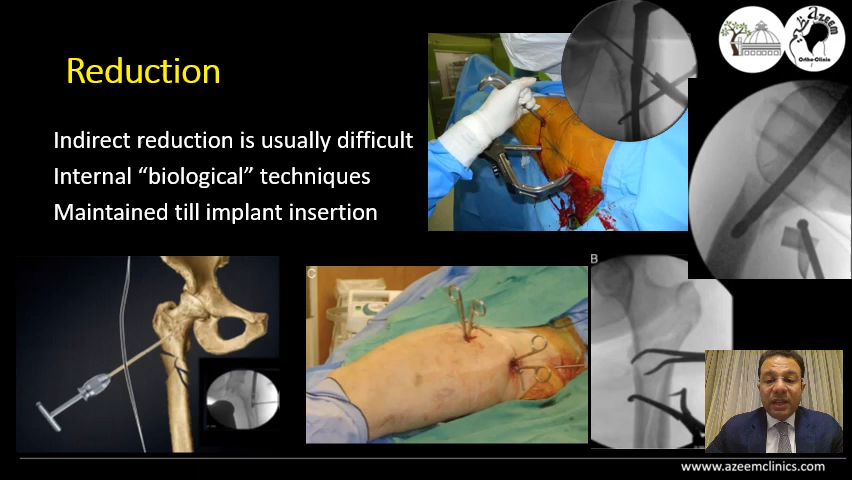 Reduction
Azeem
Ortho-Clinic
Indirect reduction is usually difficult
Internal “biological” techniques
Maintained till implant insertion
C
B
www.azeemclinics.com